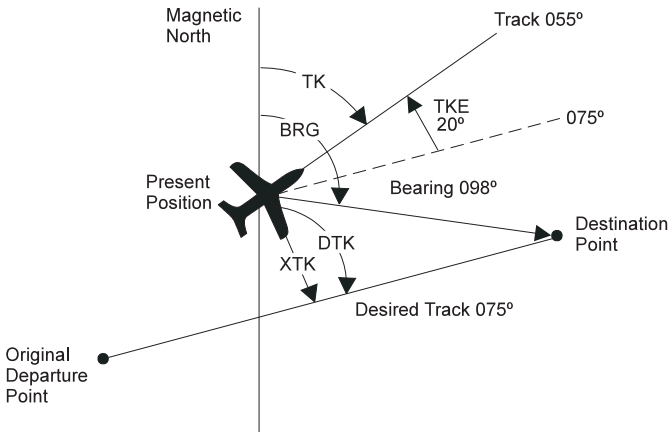 Magnetic
North
Track 055º
TK
TKE
20º
075º
BRG
Present
Position
Bearing 098º
Destination
Point
DTK
XTK
Desired Track 075º
Original
Departure
Point